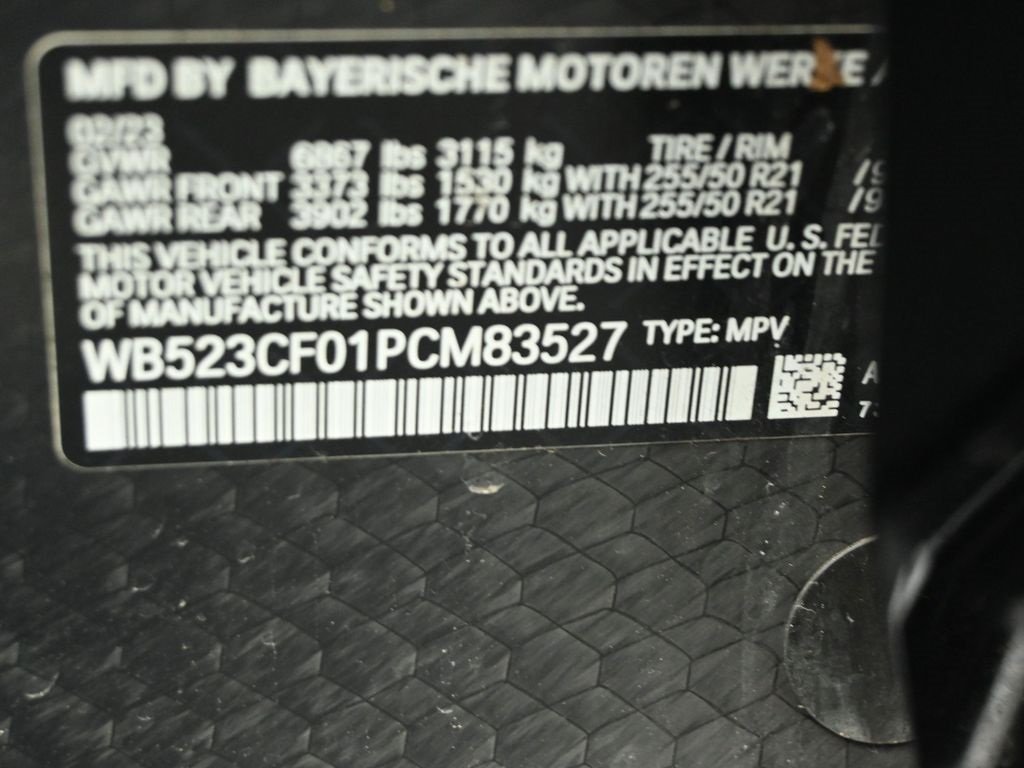 MFD BY BAYERISCHE MOTOREN WERKE
02/23
GVWR 6867 lbs 3115 kg TIRE / RIM
GAWR FRONT 3373 lbs 1530 kg WITH 255/50 R21 /9
GAWR REAR 3902 lbs 1770 kg WITH 255/50 R21 /9
THIS VEHICLE CONFORMS TO ALL APPLICABLE U. S. FED
MOTOR VEHICLE SAFETY STANDARDS IN EFFECT ON THE
OF MANUFACTURE SHOWN ABOVE.
WB523CF01PCM83527 TYPE: MPV
A